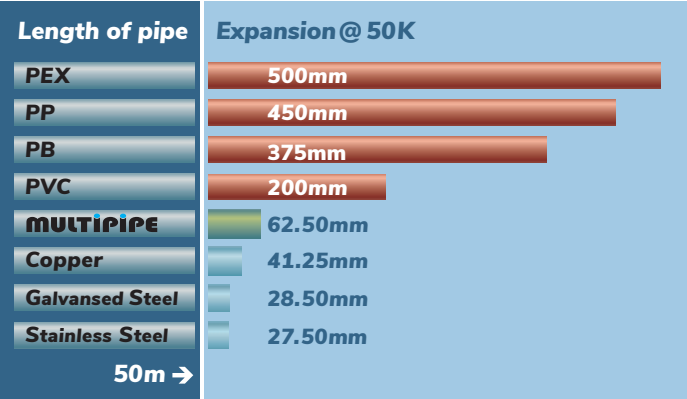 Length of pipe Expansion @ 50K
PEX 500mm
PP 450mm
PB 375mm
PVC 200mm
MULTIPIPE 62.50mm
Copper 41.25mm
Galvansed Steel 28.50mm
Stainless Steel 27.50mm
50m →